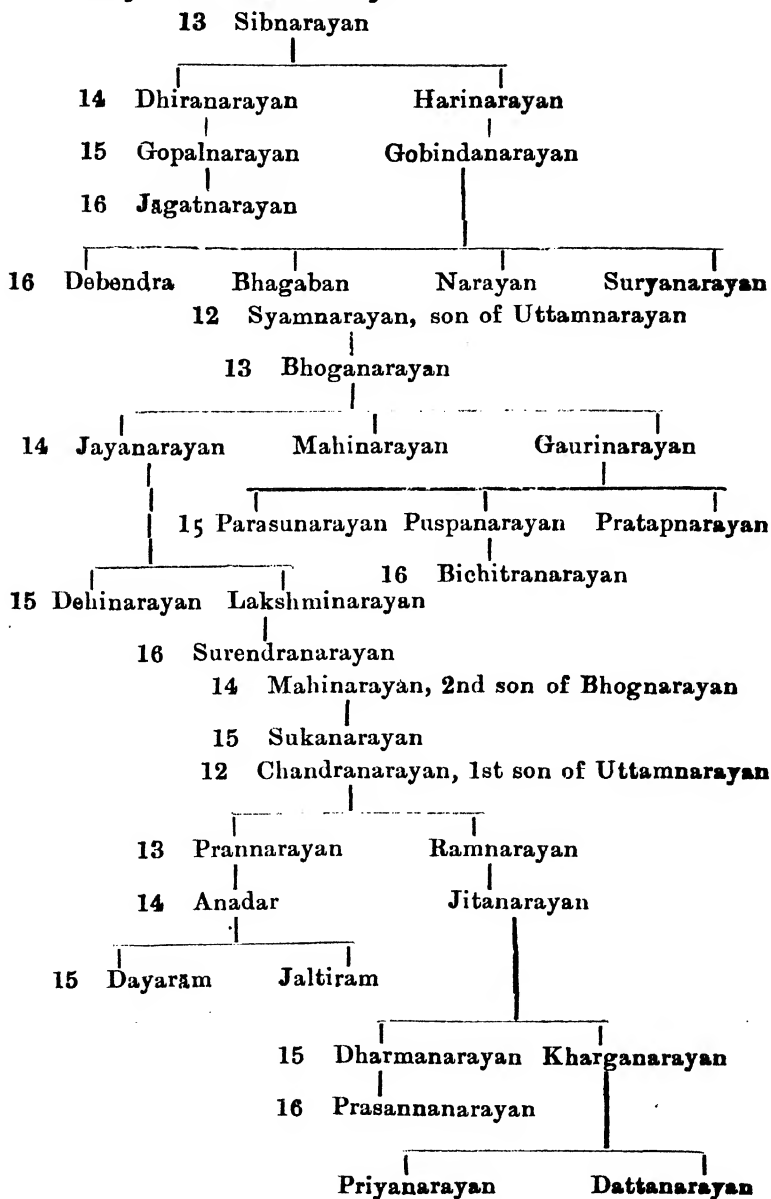 13 Sibnarayan
14 Dhiranarayan Harinarayan
15 Gopalnarayan Gobindanarayan
16 Jagatnarayan
16 Debendra Bhagaban Narayan Suryanarayan
12 Syamnarayan, son of Uttamnarayan
13 Bhoganarayan
14 Jayanarayan Mahinarayan Gaurinarayan
15 Parasunarayan Puspanarayan Pratapnarayan
16 Bichitranarayan
15 Dehinarayan Lakshminarayan
16 Surendranarayan
14 Mahinarayan, 2nd son of Bhognarayan
15 Sukanarayan
12 Chandranarayan, 1st son of Uttamnarayan
13 Prannarayan Ramnarayan
14 Anadar Jitanarayan
15 Dayaram Jaltiram
15 Dharmanarayan Kharganarayan
16 Prasannanarayan
Priyanarayan Dattanarayan